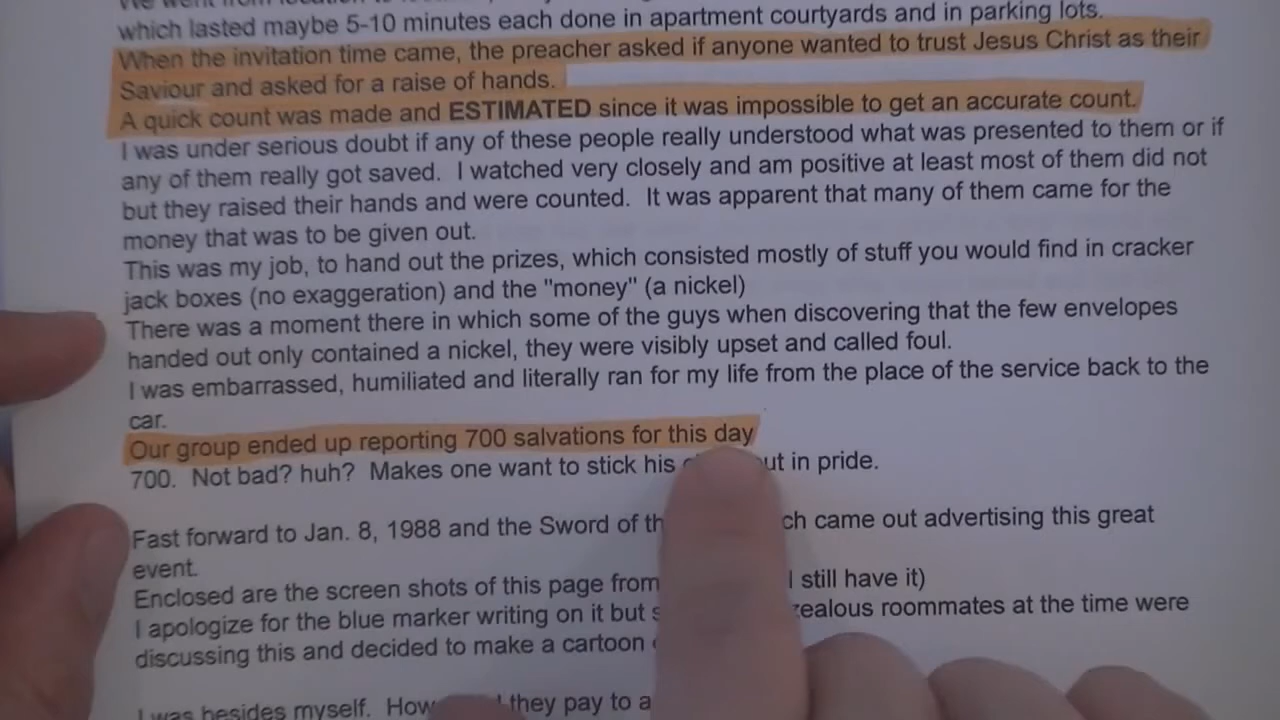 which lasted maybe 5-10 minutes each done in apartment courtyards and in parking lots.
When the invitation time came, the preacher asked if anyone wanted to trust Jesus Christ as their
Saviour and asked for a raise of hands.
A quick count was made and ESTIMATED since it was impossible to get an accurate count.
I was under serious doubt if any of these people really understood what was presented to them or if
any of them really got saved. I watched very closely and am positive at least most of them did not
but they raised their hands and were counted. It was apparent that many of them came for the
money that was to be given out.
This was my job, to hand out the prizes, which consisted mostly of stuff you would find in cracker
jack boxes (no exaggeration) and the "money" (a nickel)
There was a moment there in which some of the guys when discovering that the few envelopes
handed out only contained a nickel, they were visibly upset and called foul.
I was embarrassed, humiliated and literally ran for my life from the place of the service back to the
car.
Our group ended up reporting 700 salvations for this day
700. Not bad? huh? Makes one want to stick his out in pride.
Fast forward to Jan. 8, 1988 and the Sword of came out advertising this great
event.
Enclosed are the screen shots of this page from I still have it)
I apologize for the blue marker writing on it but zealous roommates at the time were
discussing this and decided to make a cartoon
I was besides myself. How they pay to a